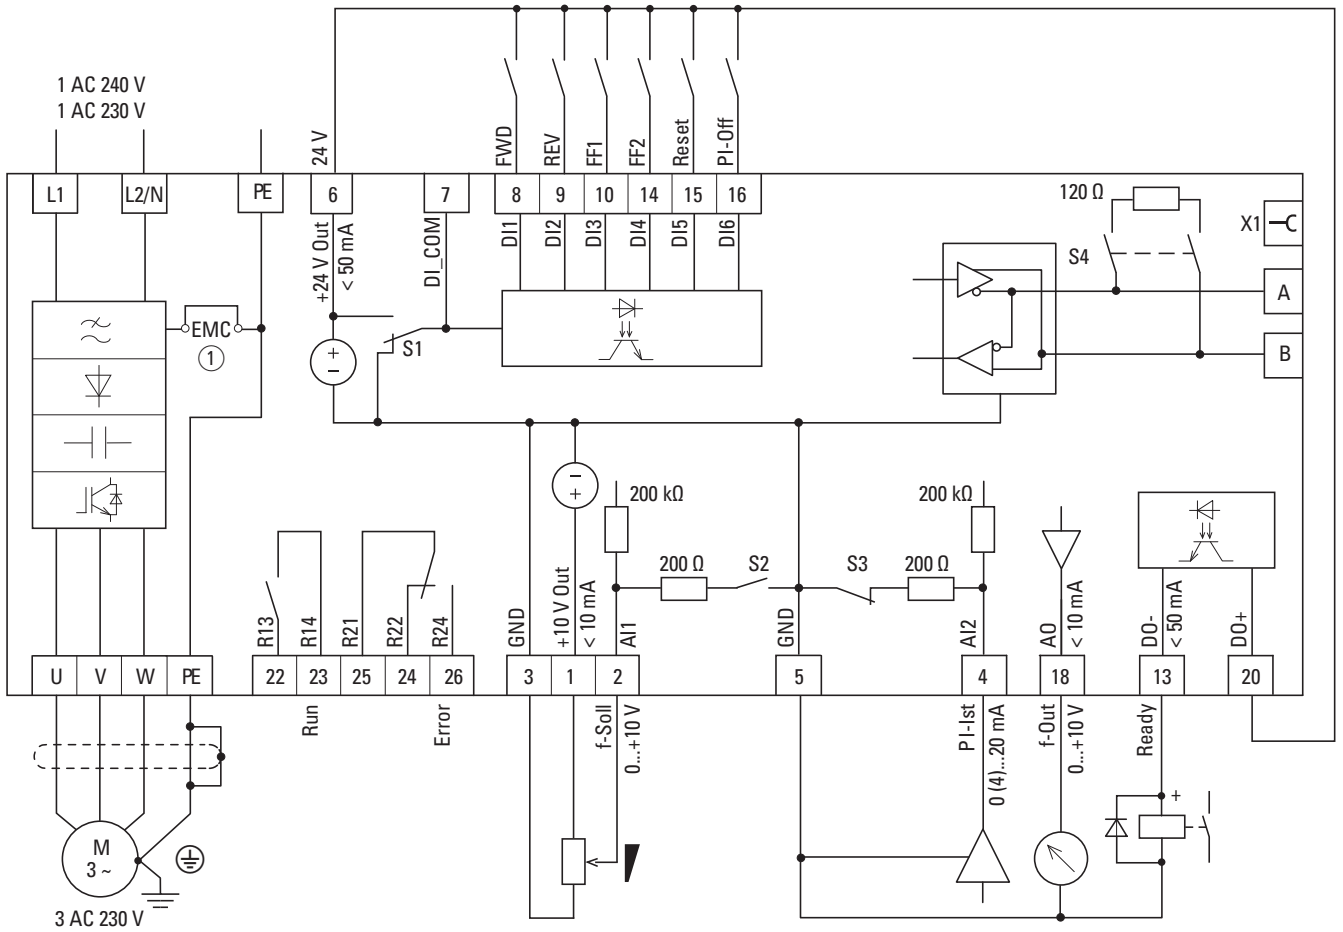 1 AC 240 V
1 AC 230 V
24 V
FWD
REV
FF1
FF2
Reset
PI-Off
L1
L2/N
PE
6
7
8
9
10
14
15
16
120 Ω
X1
+24 V Out
< 50 mA
DI_COM
DI1
DI2
DI3
DI4
DI5
DI6
S4
A
EMC
1
S1
+
−
B
−
+
200 kΩ
200 kΩ
200 Ω
S2
S3
200 Ω
R13
R14
R21
R22
R24
GND
+10 V Out
< 10 mA
AI1
GND
AI2
AO
< 10 mA
DO-
< 50 mA
DO+
U
V
W
PE
22
23
25
24
26
3
1
2
5
4
18
13
20
Run
Error
f-Soll
0...+10 V
PI-Ist
0 (4)...20 mA
f-Out
0...+10 V
Ready
+
M
3 ~
3 AC 230 V